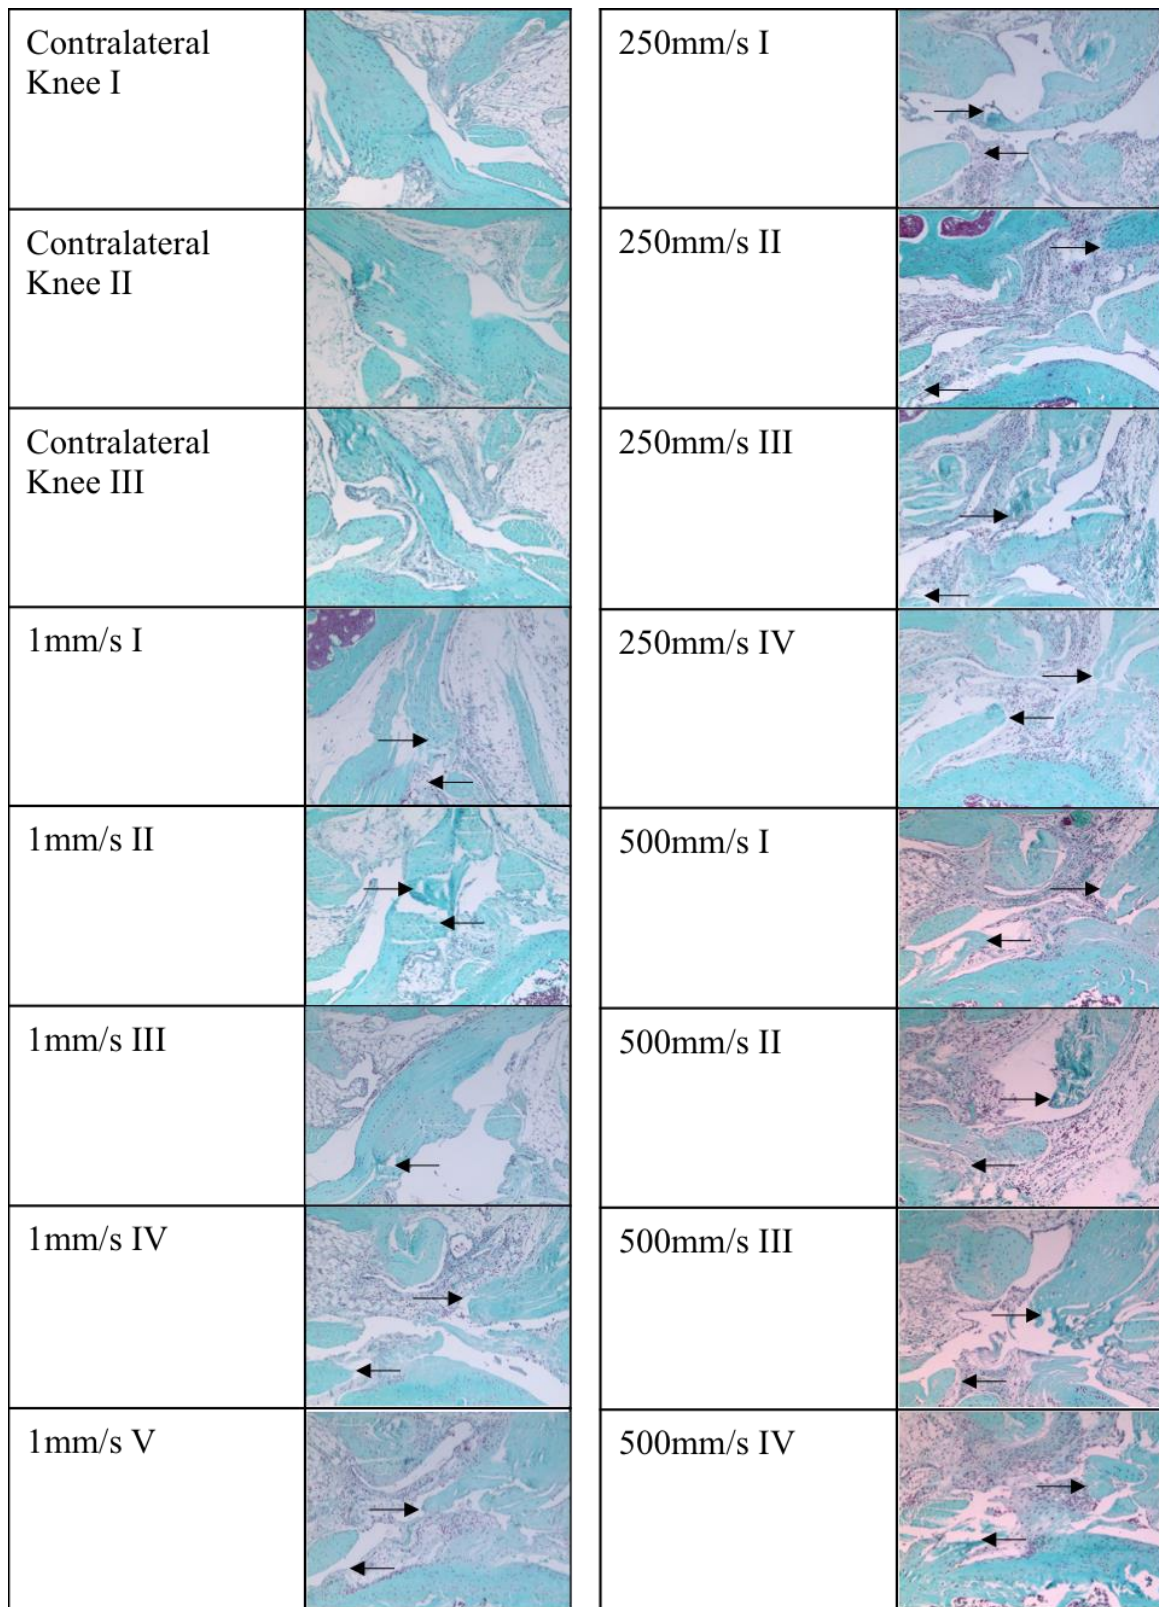 Contralateral
Knee I
Contralateral
Knee II
Contralateral
Knee III
1mm/s I
1mm/s II
1mm/s III
1mm/s IV
1mm/s V
250mm/s I
250mm/s II
250mm/s III
250mm/s IV
500mm/s I
500mm/s II
500mm/s III
500mm/s IV